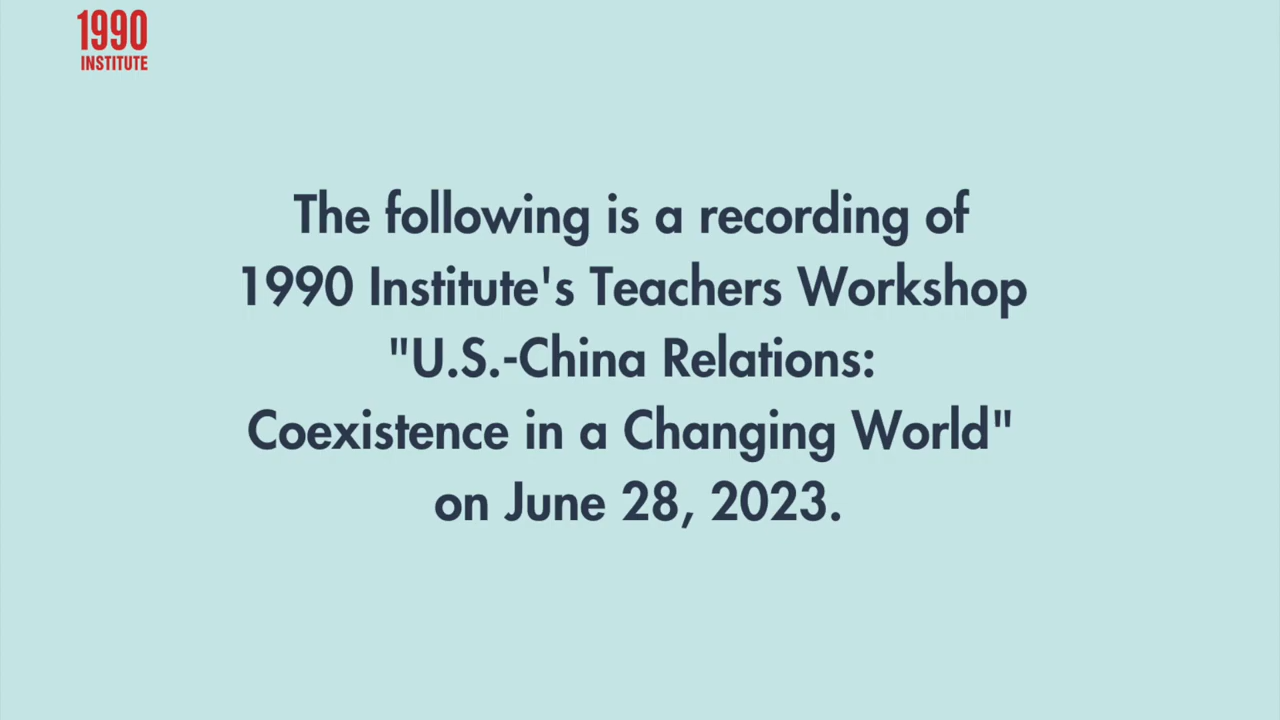 1990
INSTITUTE
The following is a recording of
1990 Institute's Teachers Workshop
"U.S.-China Relations:
Coexistence in a Changing World"
on June 28, 2023.